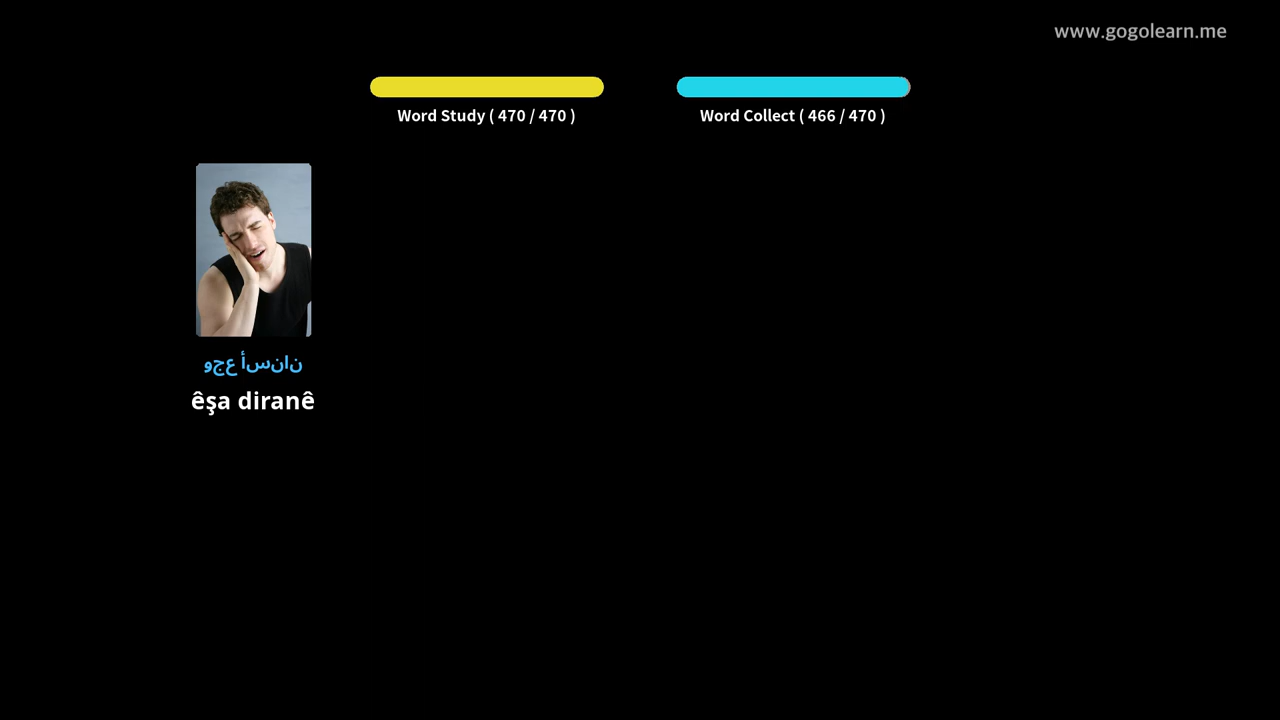 www.gogolearn.me
Word Study ( 470 / 470 )
Word Collect ( 466 / 470 )
وجع أسنان
êşa diranê